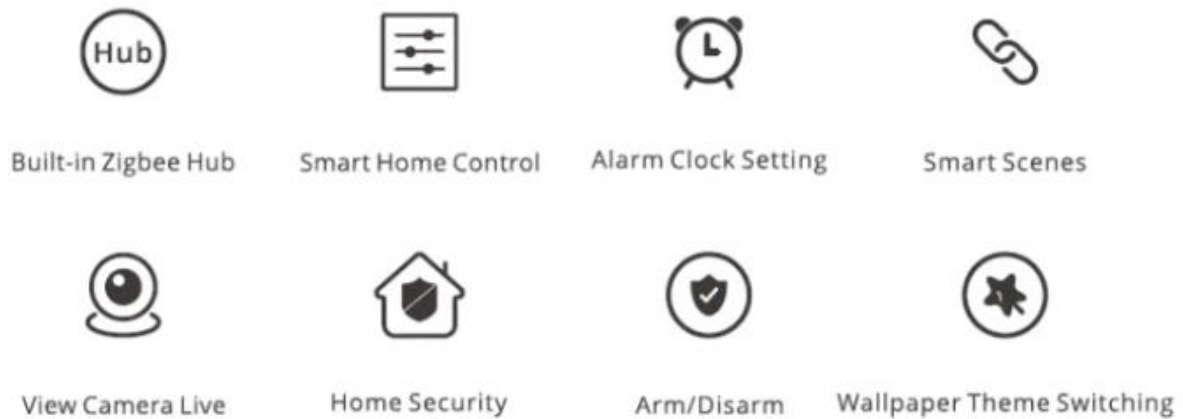 Hub
Built-in Zigbee Hub
Smart Home Control
Alarm Clock Setting
Smart Scenes
View Camera Live
Home Security
Arm/Disarm
Wallpaper Theme Switching